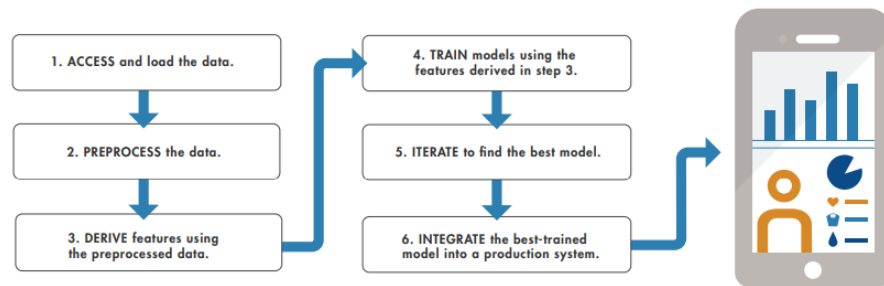 1. ACCESS and load the data.
2. PREPROCESS the data.
3. DERIVE features using
the preprocessed data.
4. TRAIN models using the
features derived in step 3.
5. ITERATE to find the best model.
6. INTEGRATE the best-trained
model into a production system.